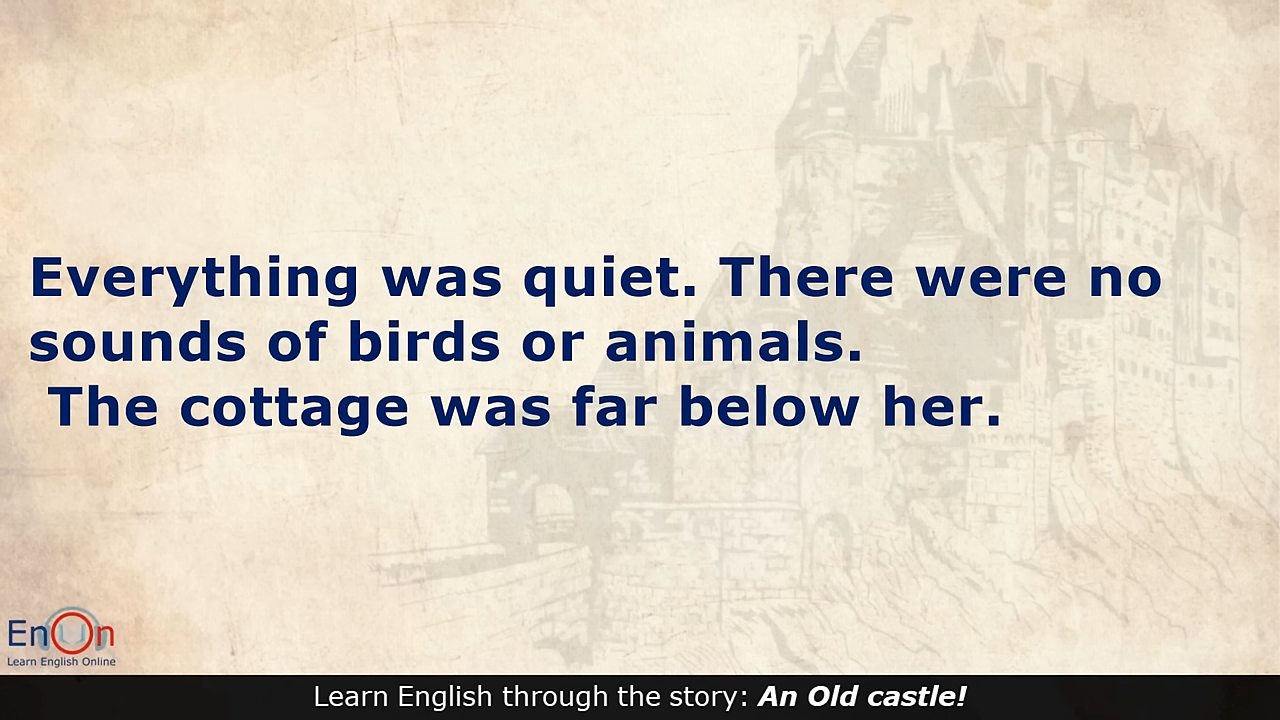 Everything was quiet. There were no
sounds of birds or animals.
The cottage was far below her.
EnOn
Learn English Online
Learn English through the story: An Old castle!